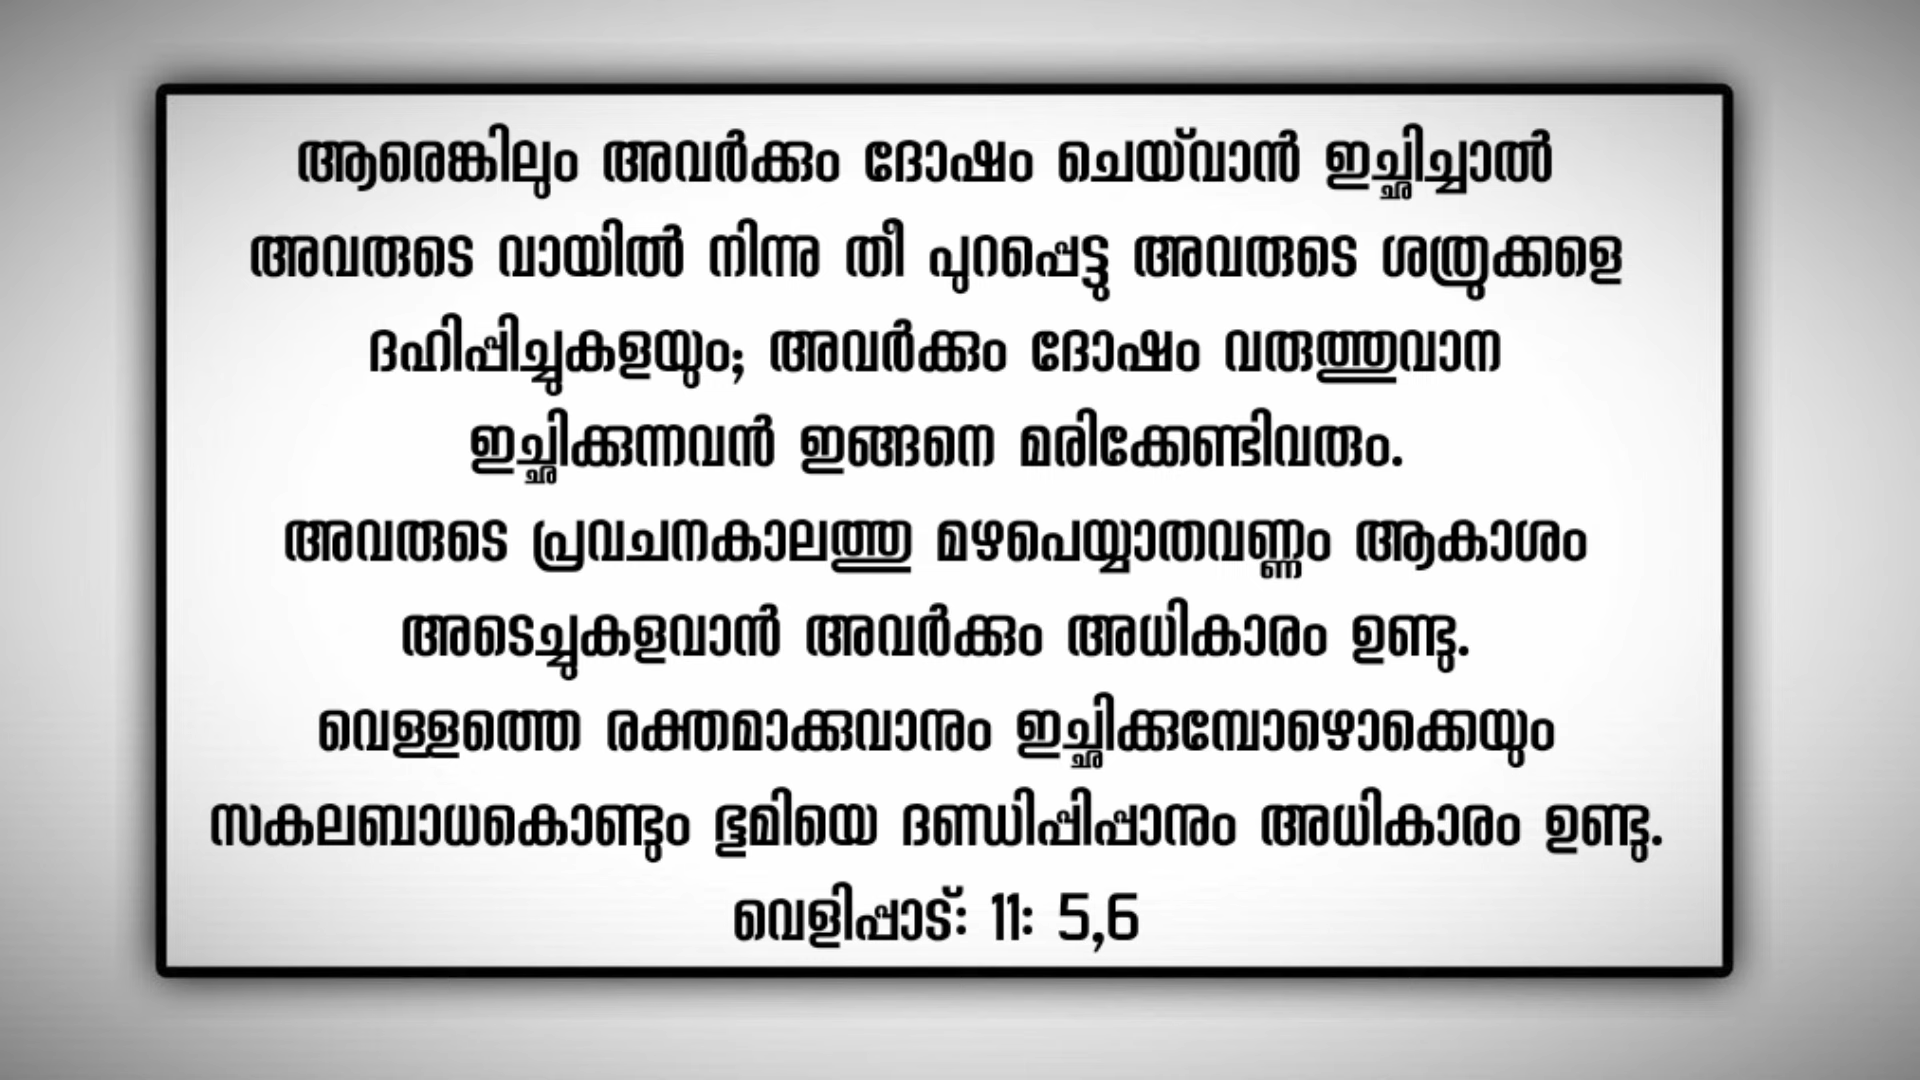 ആരെങ്കിലും അവർക്കും ദോഷം ചെയ്‌വാൻ ഇച്ഛിച്ചാൽ
അവരുടെ വായിൽ നിന്നു തീ പുറപ്പെട്ടു അവരുടെ ശത്രുക്കളെ
ദഹിപ്പിച്ചുകളയും; അവർക്കും ദോഷം വരുത്തുവാന
ഇച്ഛിക്കുന്നവൻ ഇങ്ങനെ മരിക്കേണ്ടിവരും.
അവരുടെ പ്രവചനകാലത്തു മഴപെയ്യാതവണ്ണം ആകാശം
അടെച്ചുകളവാൻ അവർക്കും അധികാരം ഉണ്ടു.
വെള്ളത്തെ രക്തമാക്കുവാനും ഇച്ഛിക്കുമ്പോഴൊക്കെയും
സകലബാധകൊണ്ടും ഭൂമിയെ ദണ്ഡിപ്പിപ്പാനും അധികാരം ഉണ്ടു.
വെളിപ്പാട്: 11: 5,6